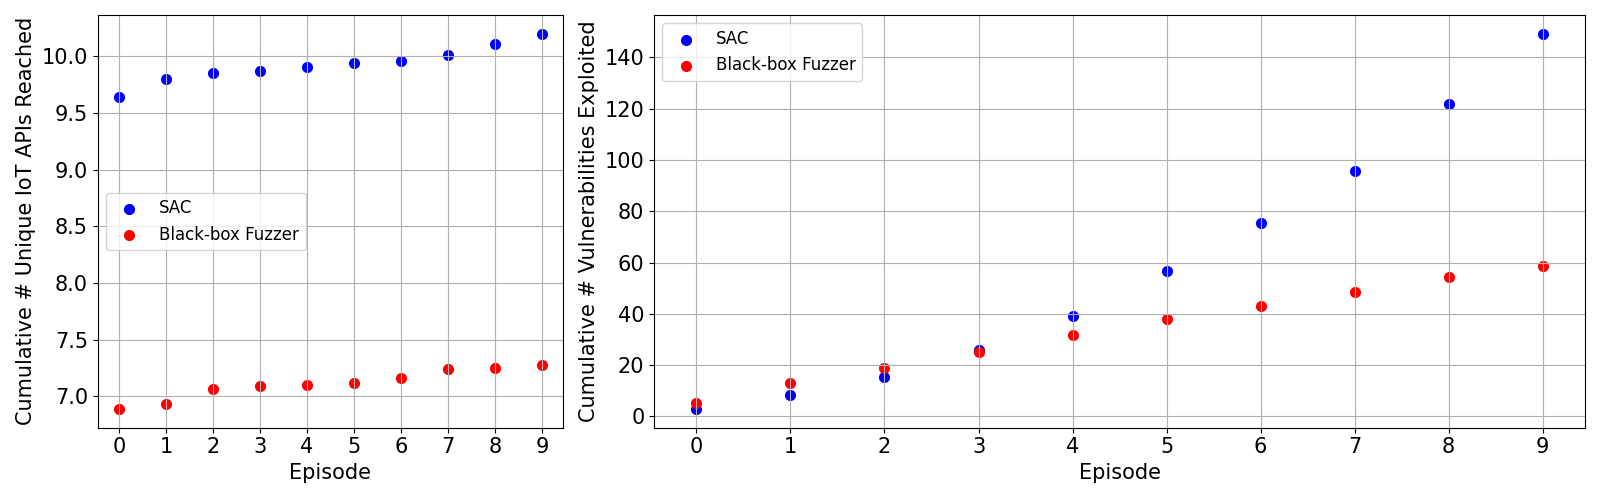 Cumulative # Unique IoT APIs Reached
10.0
9.5
9.0
8.5
8.0
7.5
7.0
SAC
Black-box Fuzzer
0 1 2 3 4 5 6 7 8 9
Episode
Cumulative # Vulnerabilities Exploited
140
120
100
80
60
40
20
0
SAC
Black-box Fuzzer
0 1 2 3 4 5 6 7 8 9
Episode